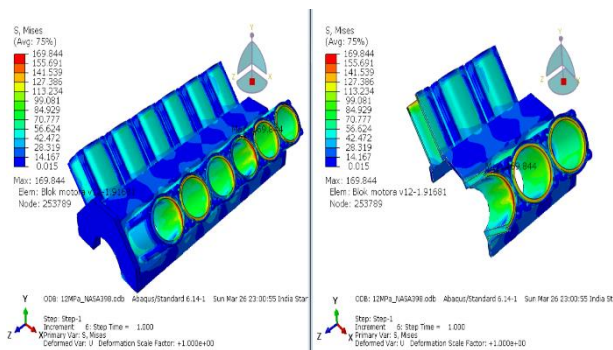 S, Mises
(Avg: 75%)
169.844
155.691
141.539
127.386
113.234
99.081
84.929
70.777
56.624
42.472
28.319
14.167
0.015
Max: 169.844
Elem: Blok motora v12-1.91681
Node: 253789
169.844
Y
Z
ODB: 12MPa_NASA398.odb Abaqus/Standard 6.14-1 Sun Mar 26 23:00:55 India Star
Step: Step-1
Increment 6: Step Time = 1.000
Primary Var: S, Mises
Deformed Var: U Deformation Scale Factor: +1.000e+00
Y
Z X
S, Mises
(Avg: 75%)
169.844
155.691
141.539
127.386
113.234
99.081
84.929
70.777
56.624
42.472
28.319
14.167
0.015
Max: 169.844
Elem: Blok motora v12-1.91681
Node: 253789
169.844
Y
Z
ODB: 12MPa_NASA398.odb Abaqus/Standard 6.14-1 Sun Mar 26 23:00:55 India Star
Step: Step-1
Increment 6: Step Time = 1.000
Primary Var: S, Mises
Deformed Var: U Deformation Scale Factor: +1.000e+00
Y
Z X